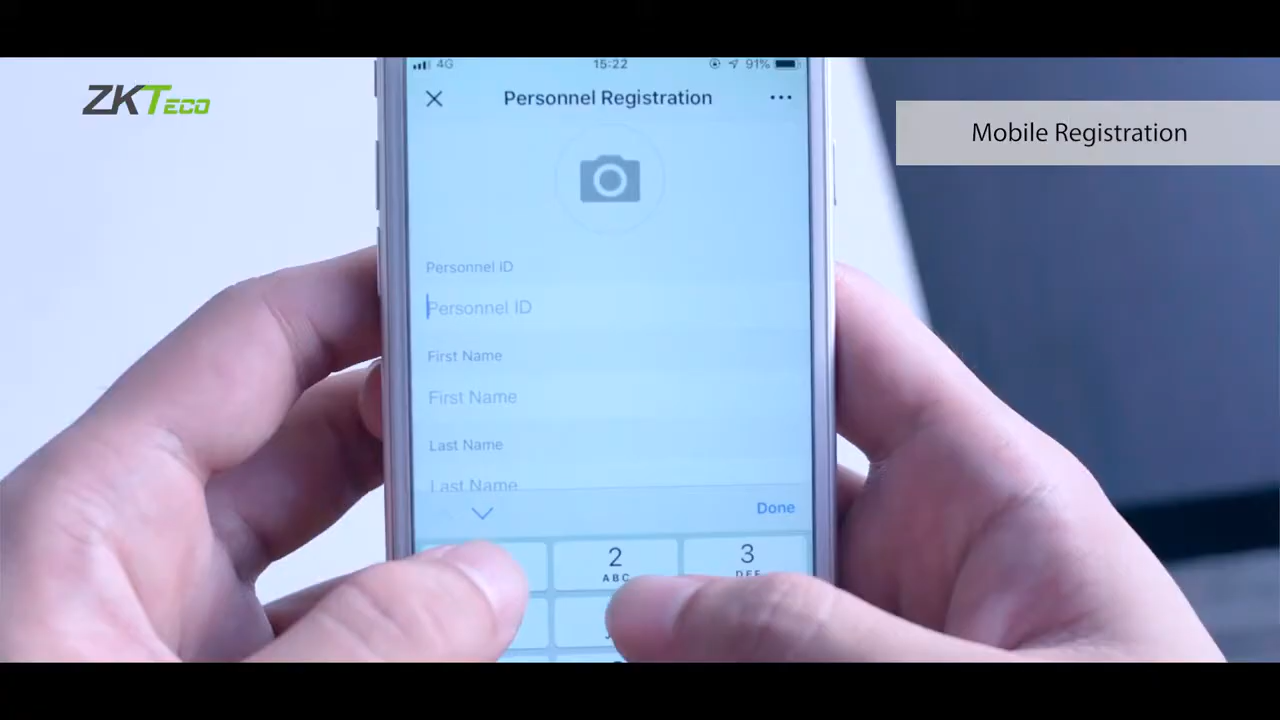 ZKTECO
4G 15:22 91%
Personnel Registration
Mobile Registration
Personnel ID
Personnel ID
First Name
First Name
Last Name
Last Name
Done
2
ABC
3
DEF